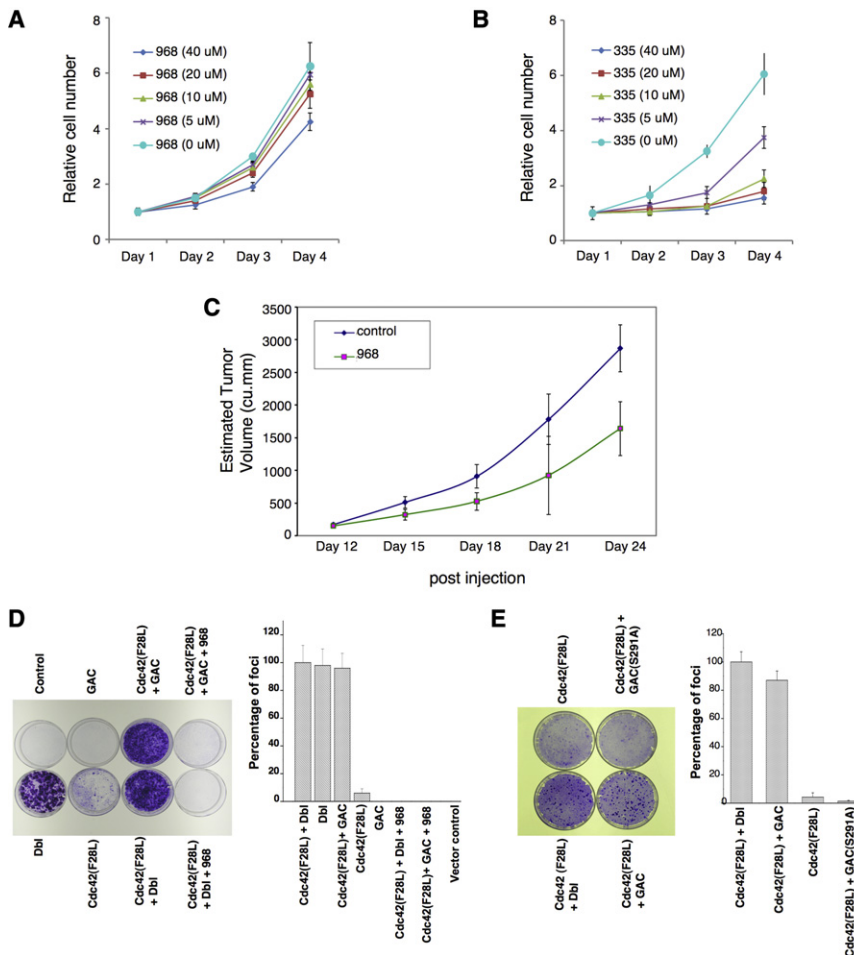 A
8
6
4
2
0
Relative cell number
968 (40 uM)
968 (20 uM)
968 (10 uM)
968 (5 uM)
968 (0 uM)
Day 1
Day 2
Day 3
Day 4
B
8
6
4
2
0
Relative cell number
335 (40 uM)
335 (20 uM)
335 (10 uM)
335 (5 uM)
335 (0 uM)
Day 1
Day 2
Day 3
Day 4
C
3500
3000
2500
2000
1500
1000
500
0
Estimated Tumor
Volume (cu.mm)
control
968
Day 12
Day 15
Day 18
Day 21
Day 24
post injection
D
Control
GAC
Cdc42(F28L)
+ GAC
Cdc42(F28L)
+ GAC + 968
Dbl
Cdc42(F28L)
Cdc42(F28L)
+ Dbl
Cdc42(F28L)
+ Dbl + 968
Percentage of foci
120
100
80
60
40
20
0
Cdc42(F28L) + Dbl
Dbl
Cdc42(F28L)+ GAC
Cdc42(F28L)
GAC
Cdc42(F28L) + Dbl + 968
Cdc42(F28L)+ GAC + 968
Vector control
E
Cdc42(F28L)
Cdc42(F28L) +
GAC(S291A)
Cdc42 (F28L)
+ Dbl
Cdc42(F28L)
+ GAC
Percentage of foci
120
100
80
60
40
20
0
Cdc42(F28L) + Dbl
Cdc42(F28L) + GAC
Cdc42(F28L)
Cdc42(F28L) + GAC(S291A)